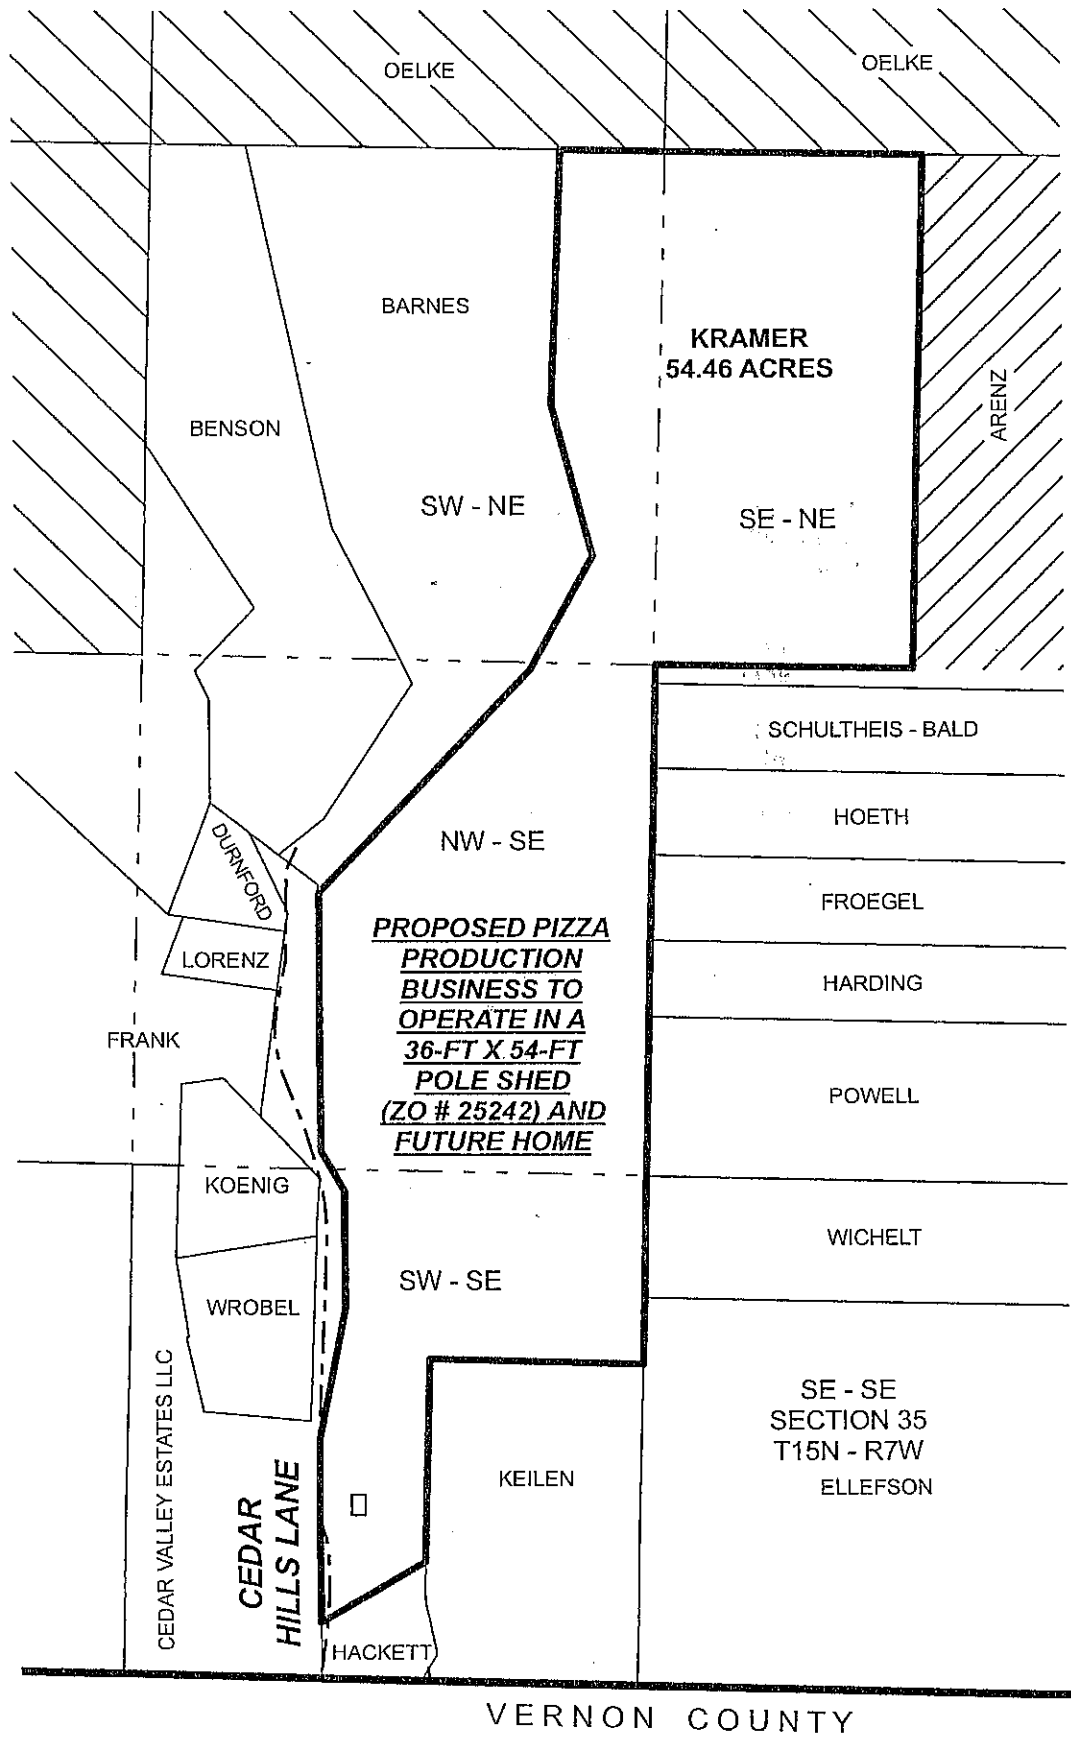 OELKE
OELKE
BARNES
KRAMER
54.46 ACRES
ARENZ
BENSON
SW - NE
SE - NE
SCHULTHEIS - BALD
HOETH
NW - SE
DURNFORD
FROEGEL
PROPOSED PIZZA
PRODUCTION
BUSINESS TO
OPERATE IN A
36-FT X 54-FT
POLE SHED
(ZO # 25242) AND
FUTURE HOME
LORENZ
HARDING
FRANK
POWELL
KOENIG
WICHELT
SW - SE
WROBEL
CEDAR VALLEY ESTATES LLC
SE - SE
SECTION 35
T15N - R7W
ELLEFSON
KEILEN
CEDAR
HILLS LANE
HACKETT
VERNON COUNTY